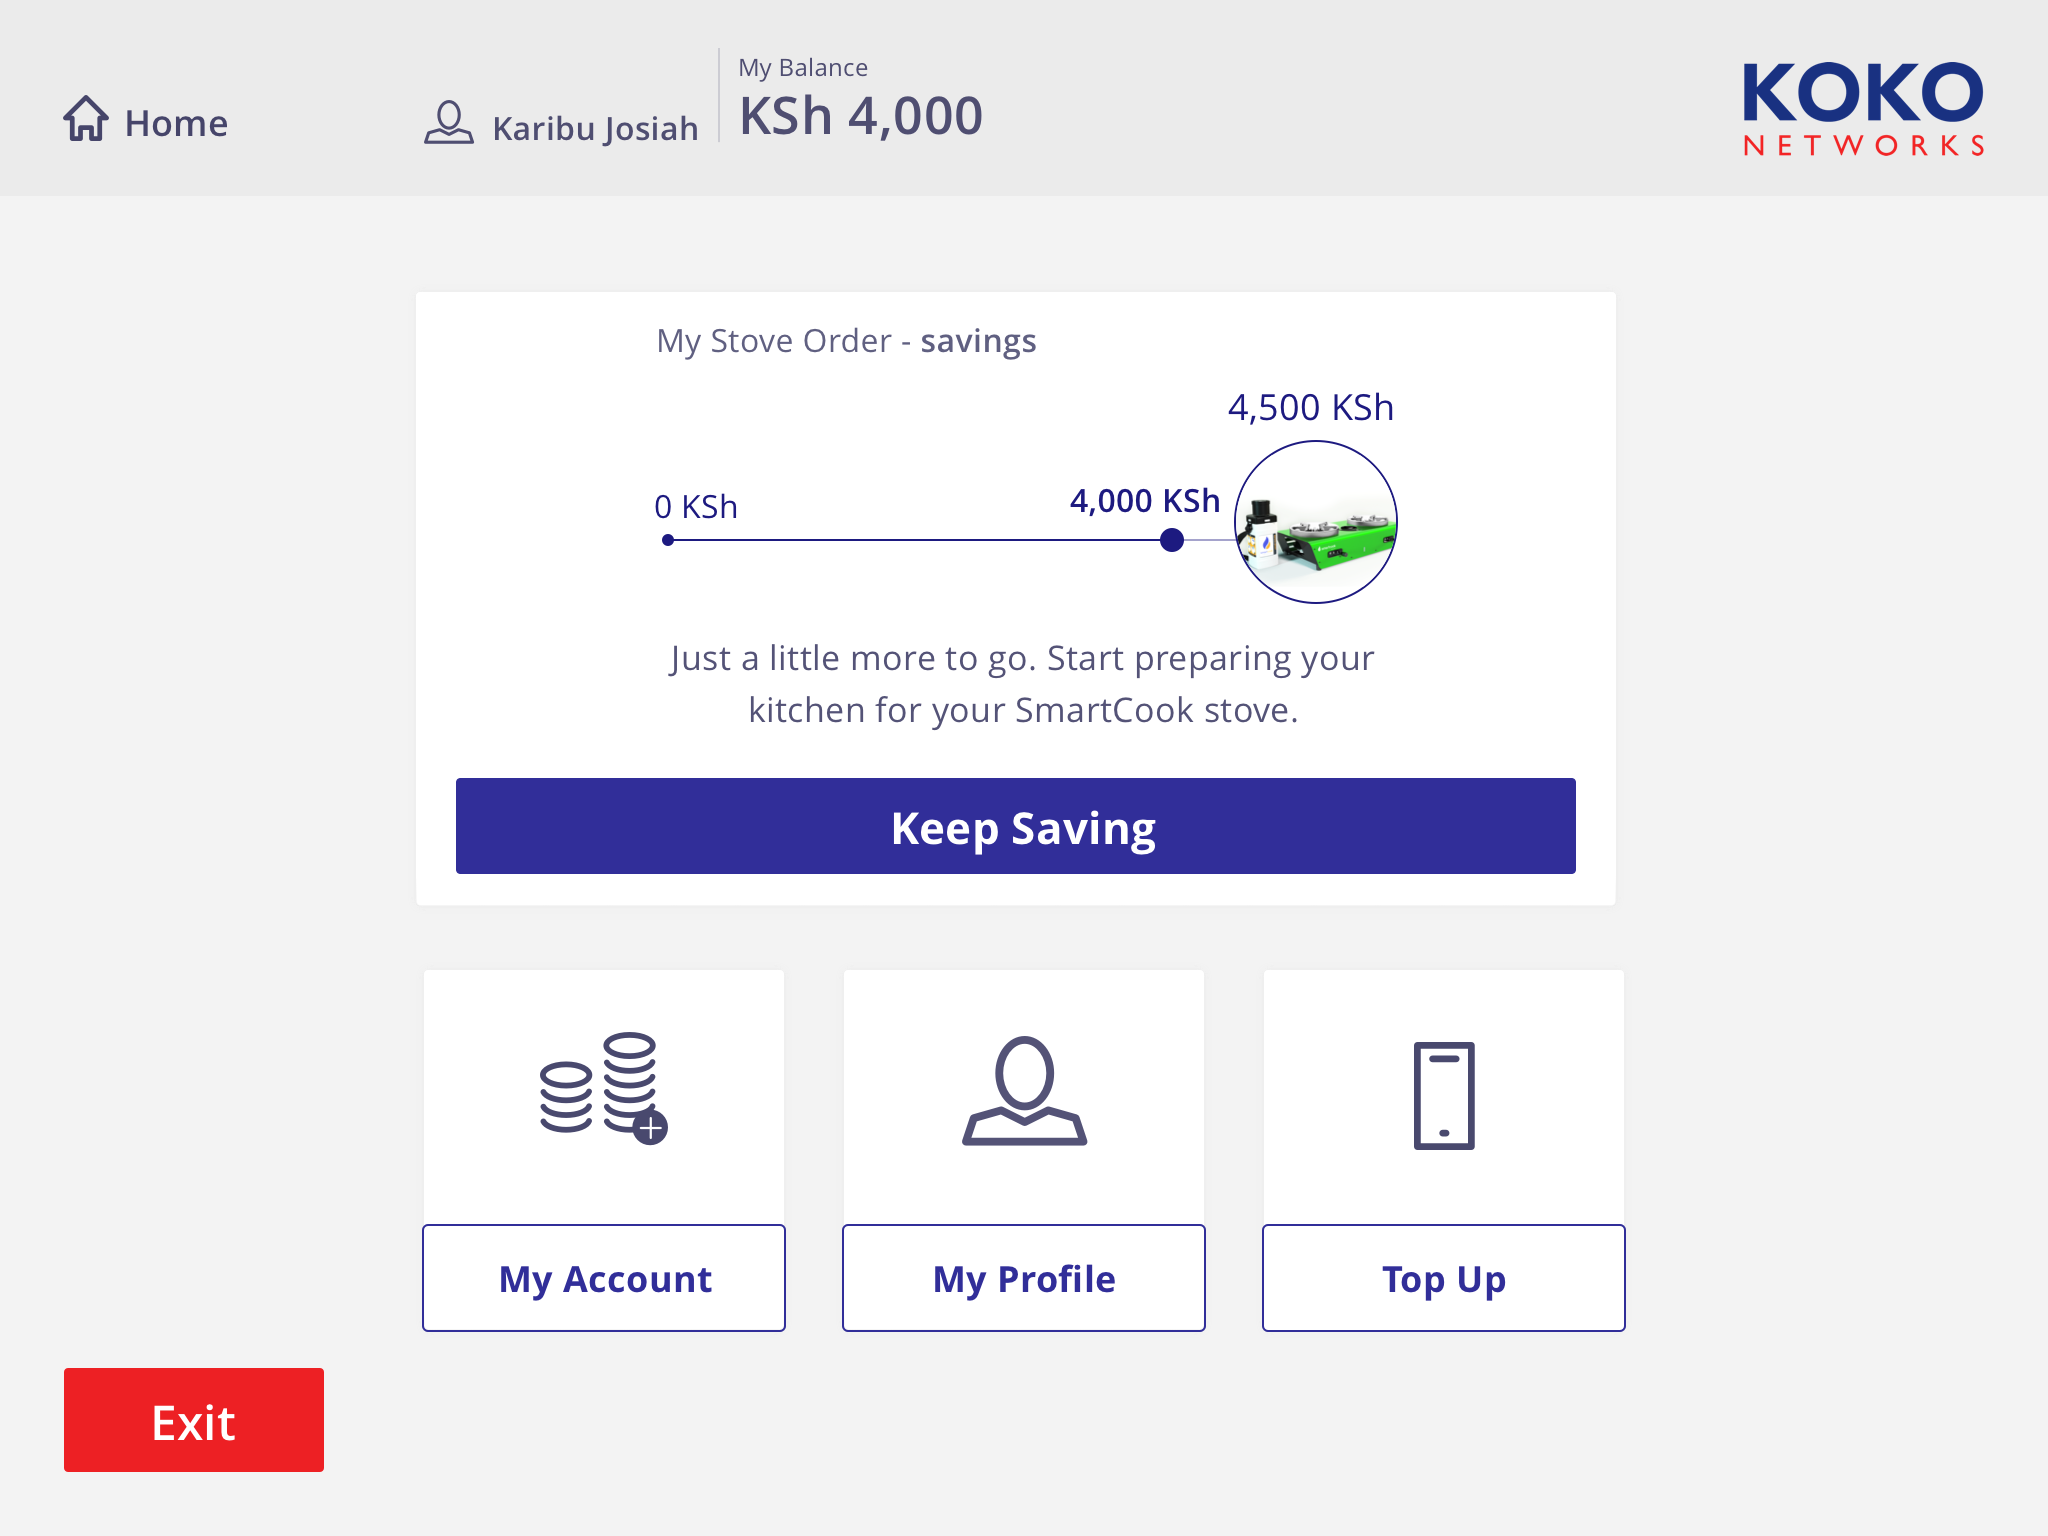 Home
Karibu Josiah
My Balance
KSh 4,000
KOKO
NETWORKS
My Stove Order - savings
4,500 KSh
0 KSh
4,000 KSh
Just a little more to go. Start preparing your
kitchen for your SmartCook stove.
Keep Saving
My Account
My Profile
Top Up
Exit